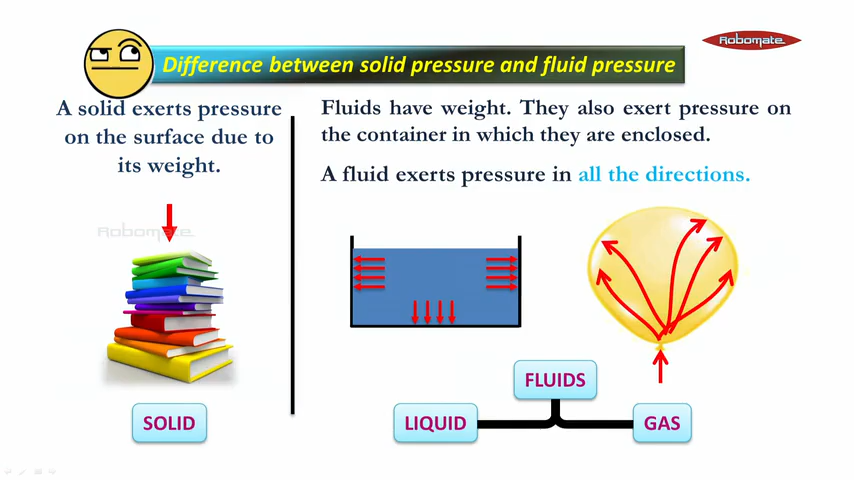 Robomate
Difference between solid pressure and fluid pressure
A solid exerts pressure
on the surface due to
its weight.
Fluids have weight. They also exert pressure on
the container in which they are enclosed.
A fluid exerts pressure in all the directions.
Robomate
FLUIDS
SOLID
LIQUID
GAS